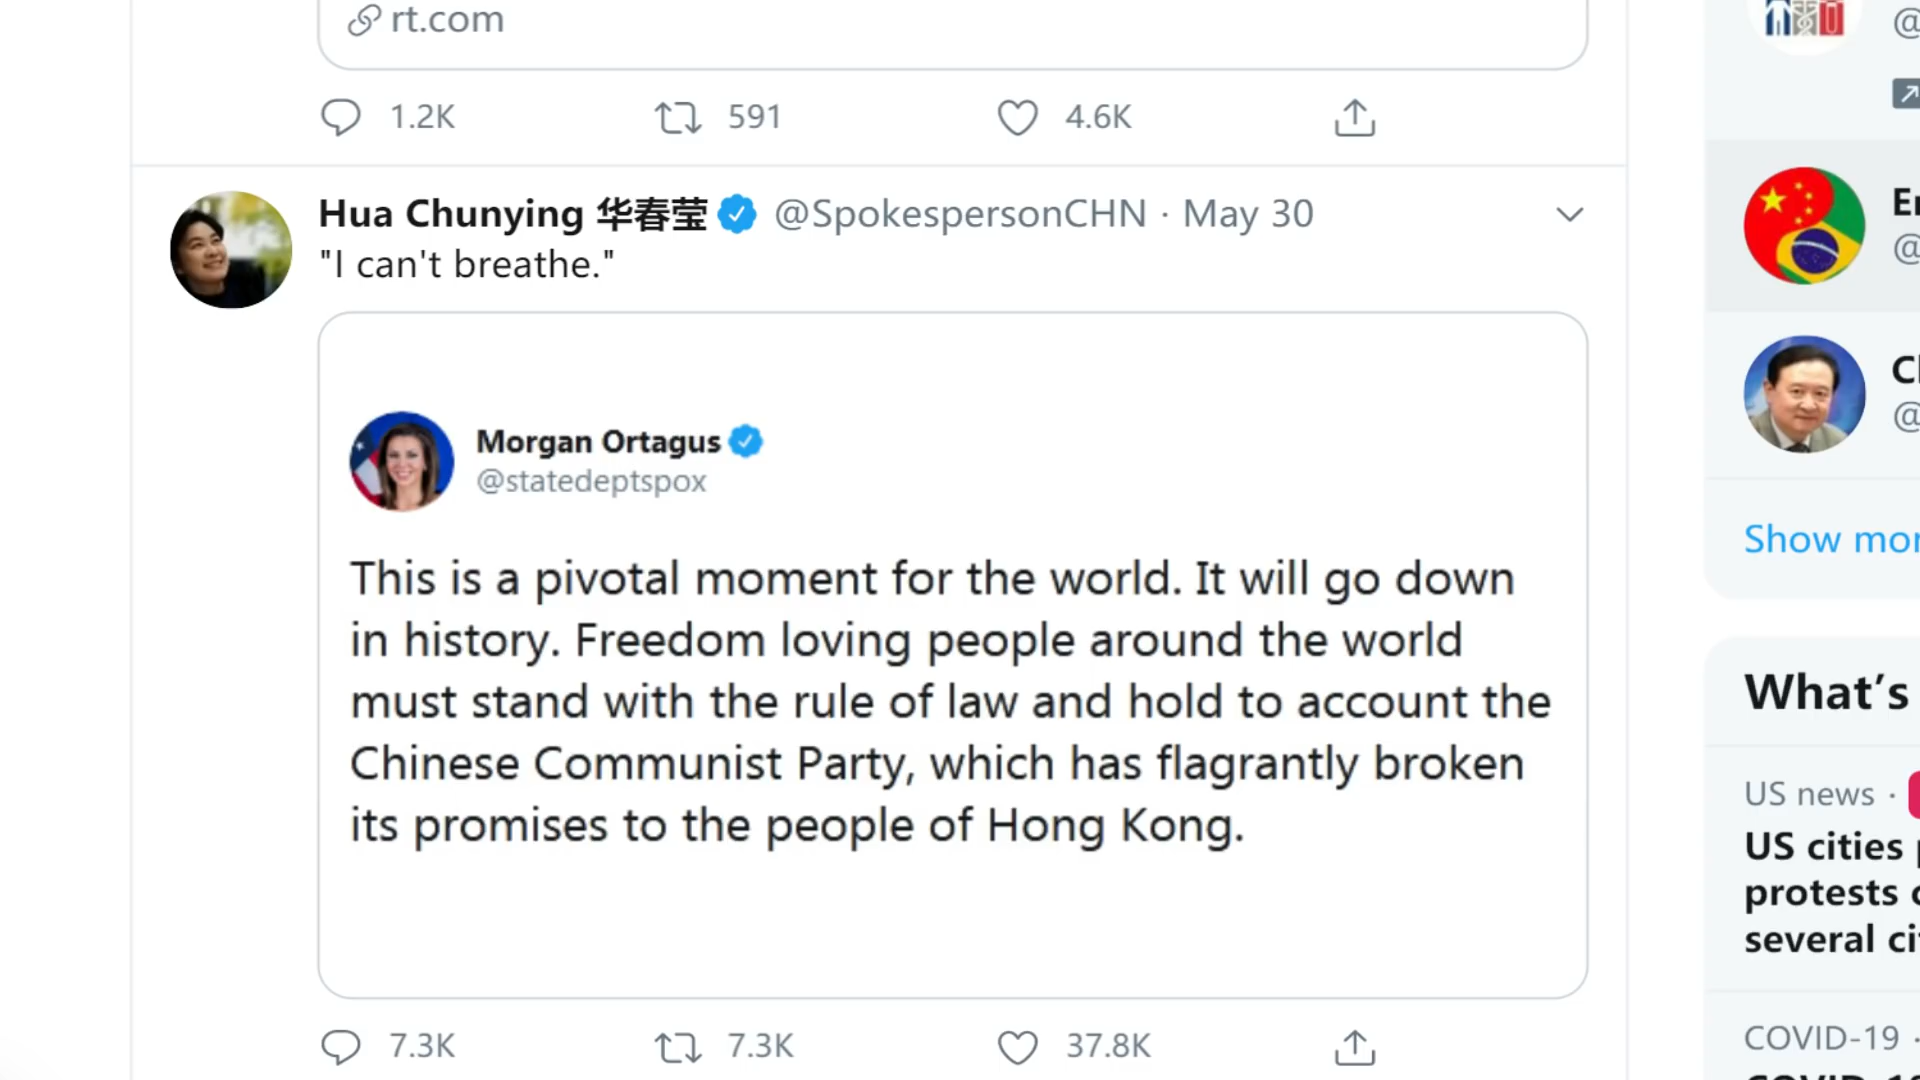 rt.com
1.2K 591 4.6K
Hua Chunying 华春莹 @SpokespersonCHN · May 30
"I can't breathe."
Morgan Ortagus
@statedeptspox
This is a pivotal moment for the world. It will go down
in history. Freedom loving people around the world
must stand with the rule of law and hold to account the
Chinese Communist Party, which has flagrantly broken
its promises to the people of Hong Kong.
7.3K 7.3K 37.8K
@
@
@
Show
What's
US news ·
US cities
protests
several
COVID-19 ·